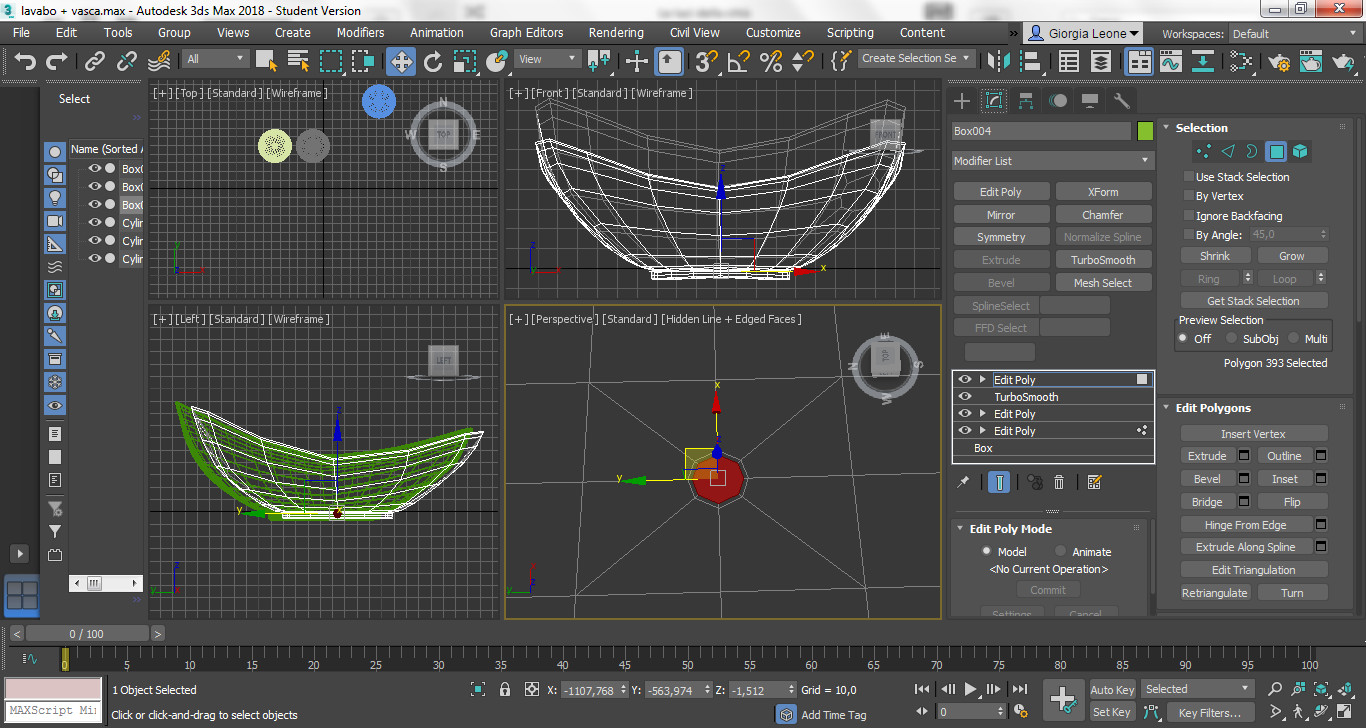 lavabo + vasca.max - Autodesk 3ds Max 2018 - Student Version
File Edit Tools Group Views Create Modifiers Animation Graph Editors Rendering Civil View Customize Scripting Content » Giorgia Leone Workspaces: Default
All View Create Selection Se
Select
Name (Sorted A
Box0
Box0
Box0
Cylin
Cylin
Cylin
[+] [Top] [Standard] [Wireframe]
N
W TOP E
S
y
x
[+] [Front] [Standard] [Wireframe]
FRONT
z
x
[+] [Left] [Standard] [Wireframe]
LEFT
z
y
[+] [Perspective] [Standard] [Hidden Line + Edged Faces]
E
N TOP S
W
x
z
y
Box004
Modifier List
Edit Poly XForm
Mirror Chamfer
Symmetry Normalize Spline
Extrude TurboSmooth
Bevel Mesh Select
SplineSelect
FFD Select
Edit Poly
TurboSmooth
Edit Poly
Edit Poly
Box
Edit Poly Mode
Model Animate
<No Current Operation>
Commit
Settings Cancel
Selection
Use Stack Selection
By Vertex
Ignore Backfacing
By Angle: 45,0
Shrink Grow
Ring Loop
Get Stack Selection
Preview Selection
Off SubObj Multi
Polygon 393 Selected
Edit Polygons
Insert Vertex
Extrude Outline
Bevel Inset
Bridge Flip
Hinge From Edge
Extrude Along Spline
Edit Triangulation
Retriangulate Turn
< 0 / 100 >
0 5 10 15 20 25 30 35 40 45 50 55 60 65 70 75 80 85 90 95 100
1 Object Selected X: -1107,768 Y: -563,974 Z: -1,512 Grid = 10,0 Auto Key Selected
MAXScript Min Click or click-and-drag to select objects Add Time Tag 0 Set Key Key Filters...